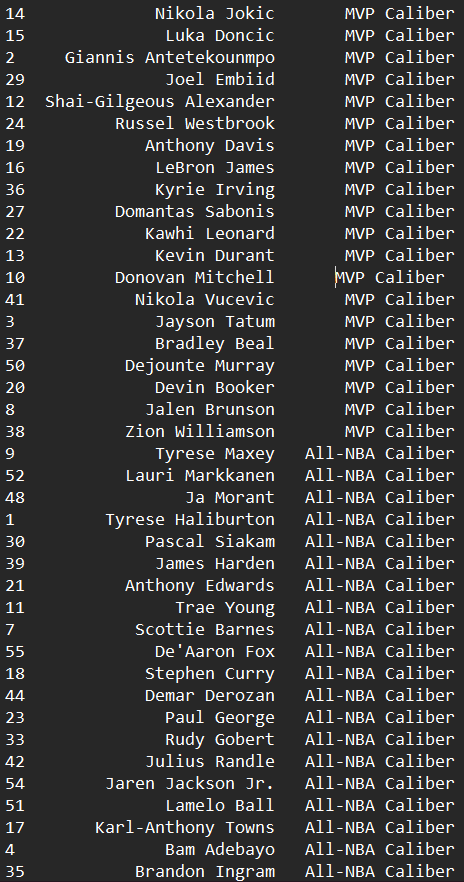 14 Nikola Jokic MVP Caliber
15 Luka Doncic MVP Caliber
2 Giannis Antetekounmpo MVP Caliber
29 Joel Embiid MVP Caliber
12 Shai-Gilgeous Alexander MVP Caliber
24 Russel Westbrook MVP Caliber
19 Anthony Davis MVP Caliber
16 LeBron James MVP Caliber
36 Kyrie Irving MVP Caliber
27 Domantas Sabonis MVP Caliber
22 Kawhi Leonard MVP Caliber
13 Kevin Durant MVP Caliber
10 Donovan Mitchell MVP Caliber
41 Nikola Vucevic MVP Caliber
3 Jayson Tatum MVP Caliber
37 Bradley Beal MVP Caliber
50 Dejounte Murray MVP Caliber
20 Devin Booker MVP Caliber
8 Jalen Brunson MVP Caliber
38 Zion Williamson MVP Caliber
9 Tyrese Maxey All-NBA Caliber
52 Lauri Markkanen All-NBA Caliber
48 Ja Morant All-NBA Caliber
1 Tyrese Haliburton All-NBA Caliber
30 Pascal Siakam All-NBA Caliber
39 James Harden All-NBA Caliber
21 Anthony Edwards All-NBA Caliber
11 Trae Young All-NBA Caliber
7 Scottie Barnes All-NBA Caliber
55 De'Aaron Fox All-NBA Caliber
18 Stephen Curry All-NBA Caliber
44 Demar Derozan All-NBA Caliber
23 Paul George All-NBA Caliber
33 Rudy Gobert All-NBA Caliber
42 Julius Randle All-NBA Caliber
54 Jaren Jackson Jr. All-NBA Caliber
51 Lamelo Ball All-NBA Caliber
17 Karl-Anthony Towns All-NBA Caliber
4 Bam Adebayo All-NBA Caliber
35 Brandon Ingram All-NBA Caliber